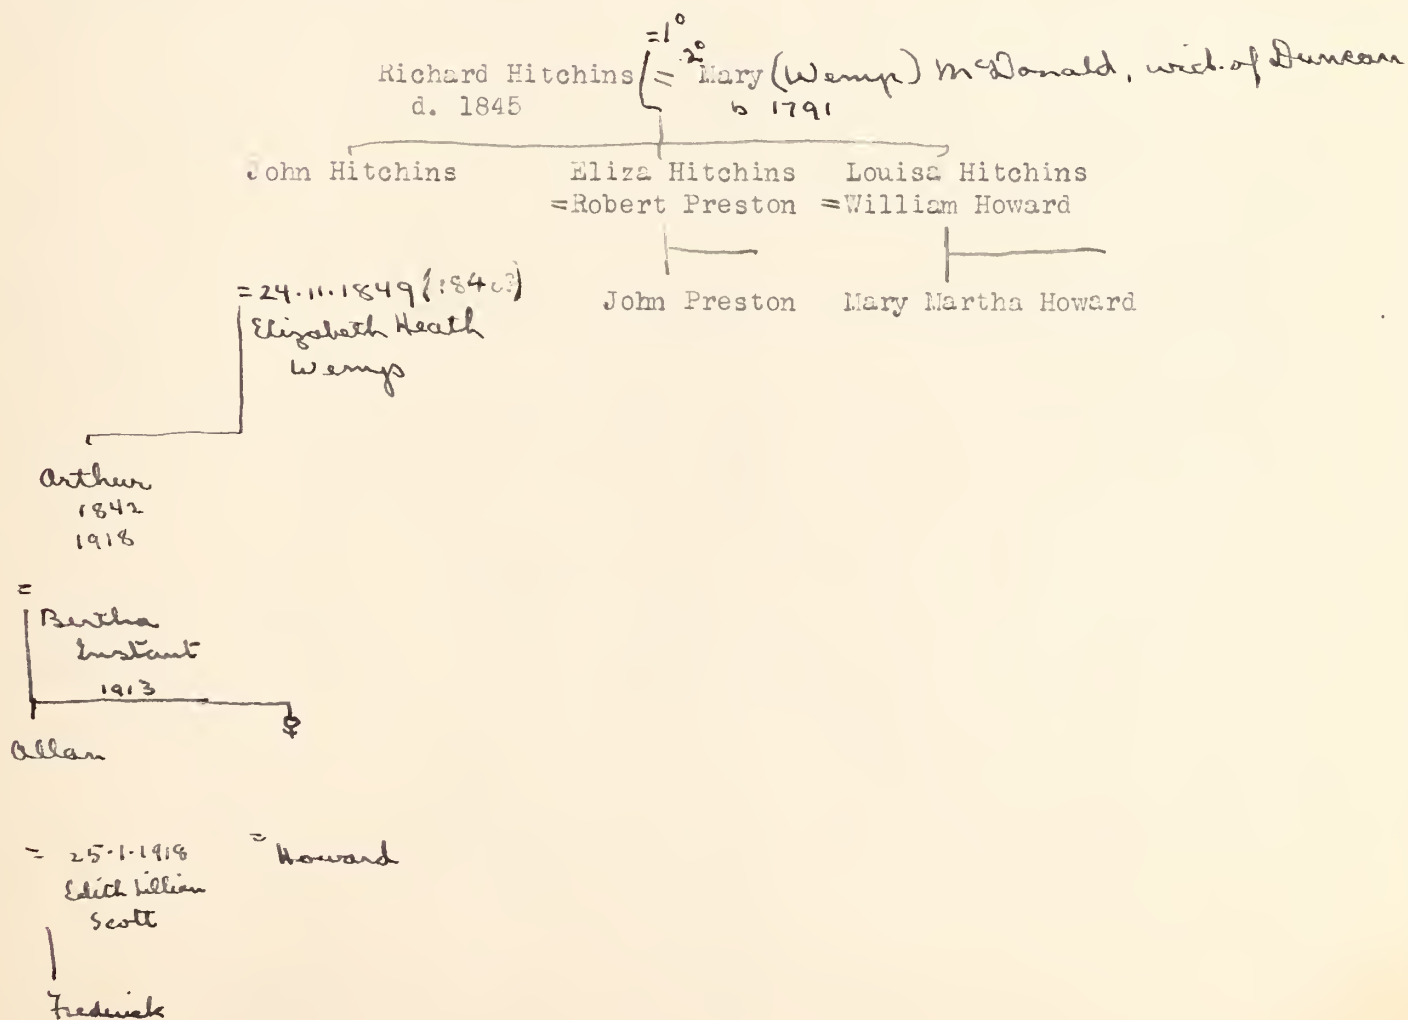 =1°
Richard Hitchins = 2° Mary (Wemp) McDonald, wid. of Duncan
d. 1845 b 1791
John Hitchins Eliza Hitchins Louisa Hitchins
=Robert Preston =William Howard
= 24.11.1849 (1840?)
Elizabeth Heath
Wemp
John Preston Mary Martha Howard
Arthur
1842
1918
=
Bertha
Instant
1913
♀
Allan
= 25.1.1918 = Howard
Edith Lillian
Scott
Frederick